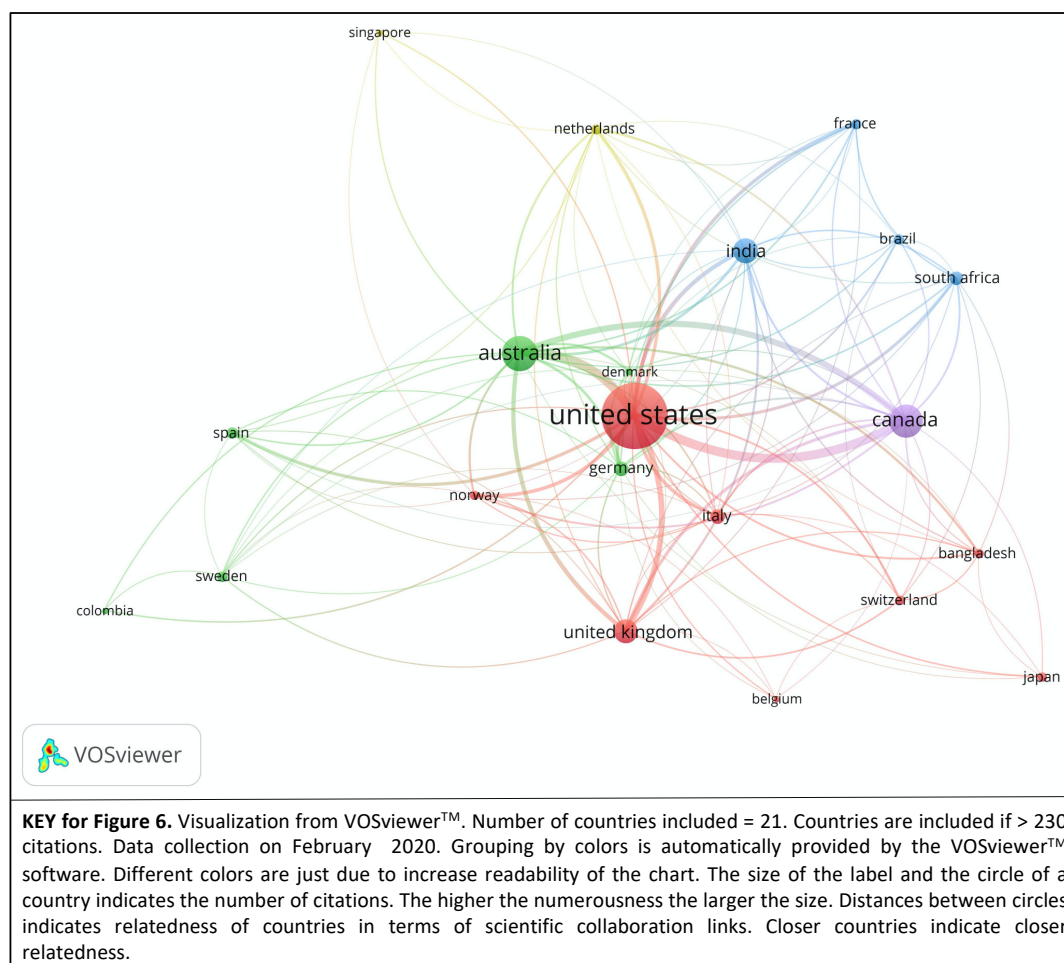 singapore
netherlands
france
brazil
india
south africa
australia
denmark
united states
canada
spain
germany
norway
italy
bangladesh
sweden
switzerland
colombia
united kingdom
japan
belgium
VOSviewer
KEY for Figure 6. Visualization from VOSviewer™. Number of countries included = 21. Countries are included if > 230
citations. Data collection on February 2020. Grouping by colors is automatically provided by the VOSviewer™
software. Different colors are just due to increase readability of the chart. The size of the label and the circle of a
country indicates the number of citations. The higher the numerousness the larger the size. Distances between circles
indicates relatedness of countries in terms of scientific collaboration links. Closer countries indicate closer
relatedness.